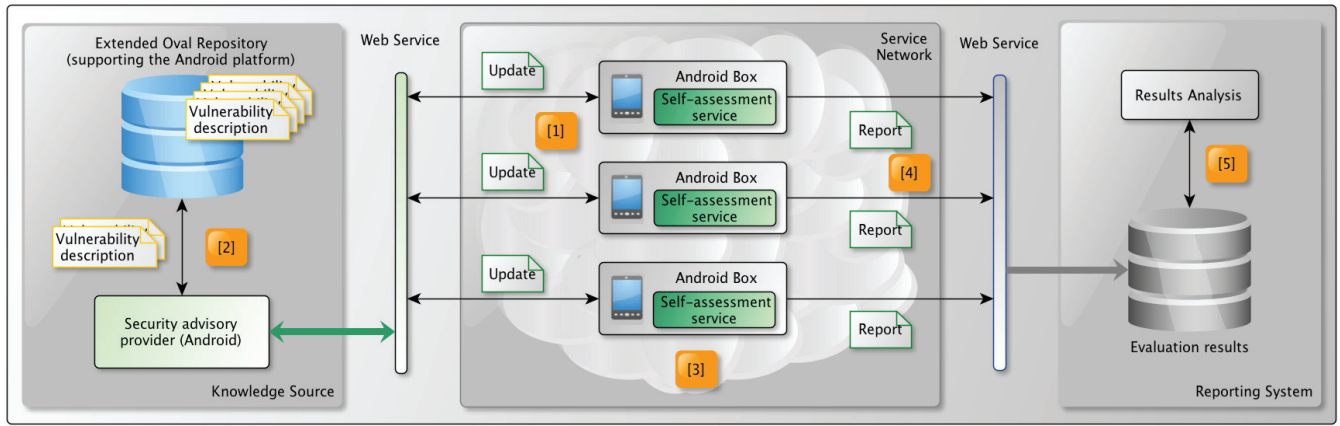 Extended Oval Repository
(supporting the Android platform)
Vulnerability
description
[2]
Vulnerability
description
Security advisory
provider (Android)
Knowledge Source
Web Service
Service
Network
Update
[1]
Android Box
Self-assessment
service
Report
[4]
Update
Android Box
Self-assessment
service
Report
Update
Android Box
Self-assessment
service
Report
[3]
Web Service
Results Analysis
[5]
Evaluation results
Reporting System